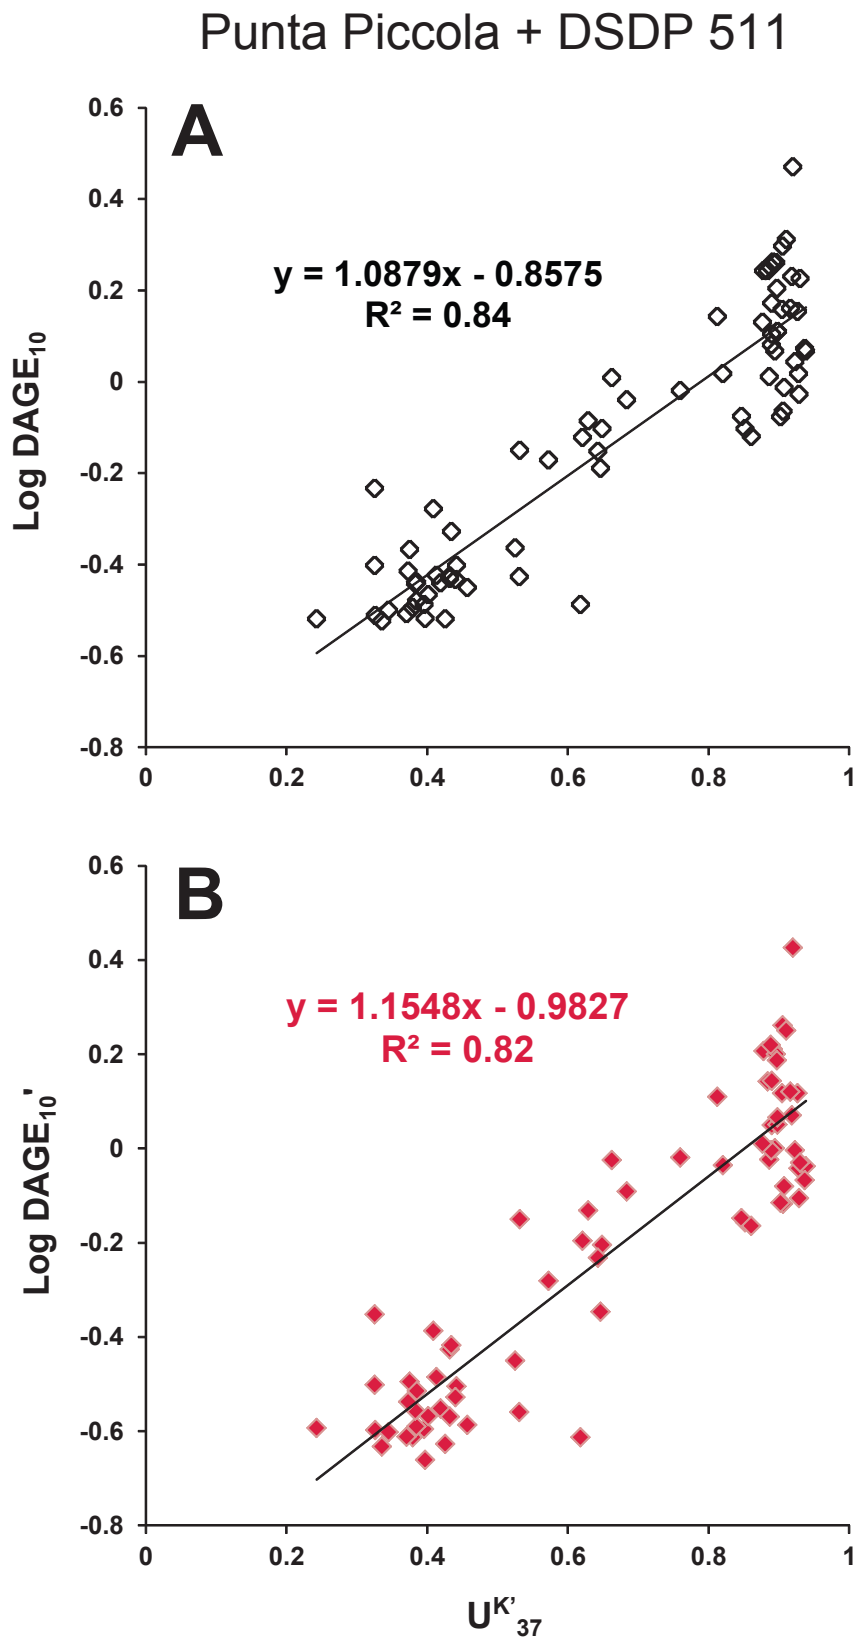 Punta Piccola + DSDP 511
A
0.6
0.4
0.2
0
-0.2
-0.4
-0.6
-0.8
Log DAGE₁₀
y = 1.0879x - 0.8575
R² = 0.84
0 0.2 0.4 0.6 0.8 1
B
0.6
0.4
0.2
0
-0.2
-0.4
-0.6
-0.8
Log DAGE₁₀'
y = 1.1548x - 0.9827
R² = 0.82
0 0.2 0.4 0.6 0.8 1
Uᴷ’₃₇